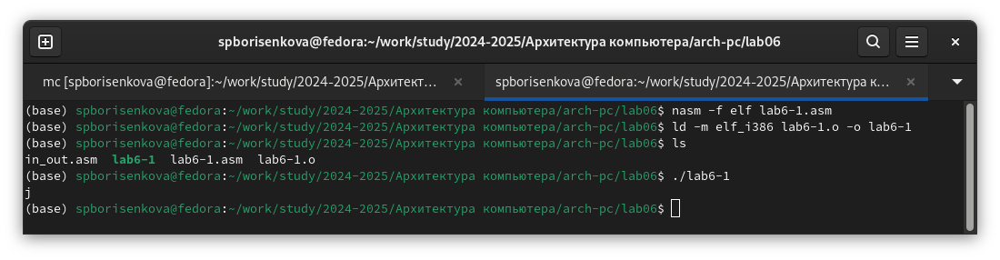 spborisenkova@fedora:~/work/study/2024-2025/Архитектура компьютера/arch-pc/lab06
mc [spborisenkova@fedora]:~/work/study/2024-2025/Архитект...
spborisenkova@fedora:~/work/study/2024-2025/Архитектура к...
(base) spborisenkova@fedora:~/work/study/2024-2025/Архитектура компьютера/arch-pc/lab06$ nasm -f elf lab6-1.asm
(base) spborisenkova@fedora:~/work/study/2024-2025/Архитектура компьютера/arch-pc/lab06$ ld -m elf_i386 lab6-1.o -o lab6-1
(base) spborisenkova@fedora:~/work/study/2024-2025/Архитектура компьютера/arch-pc/lab06$ ls
in_out.asm  lab6-1  lab6-1.asm  lab6-1.o
(base) spborisenkova@fedora:~/work/study/2024-2025/Архитектура компьютера/arch-pc/lab06$ ./lab6-1
j
(base) spborisenkova@fedora:~/work/study/2024-2025/Архитектура компьютера/arch-pc/lab06$